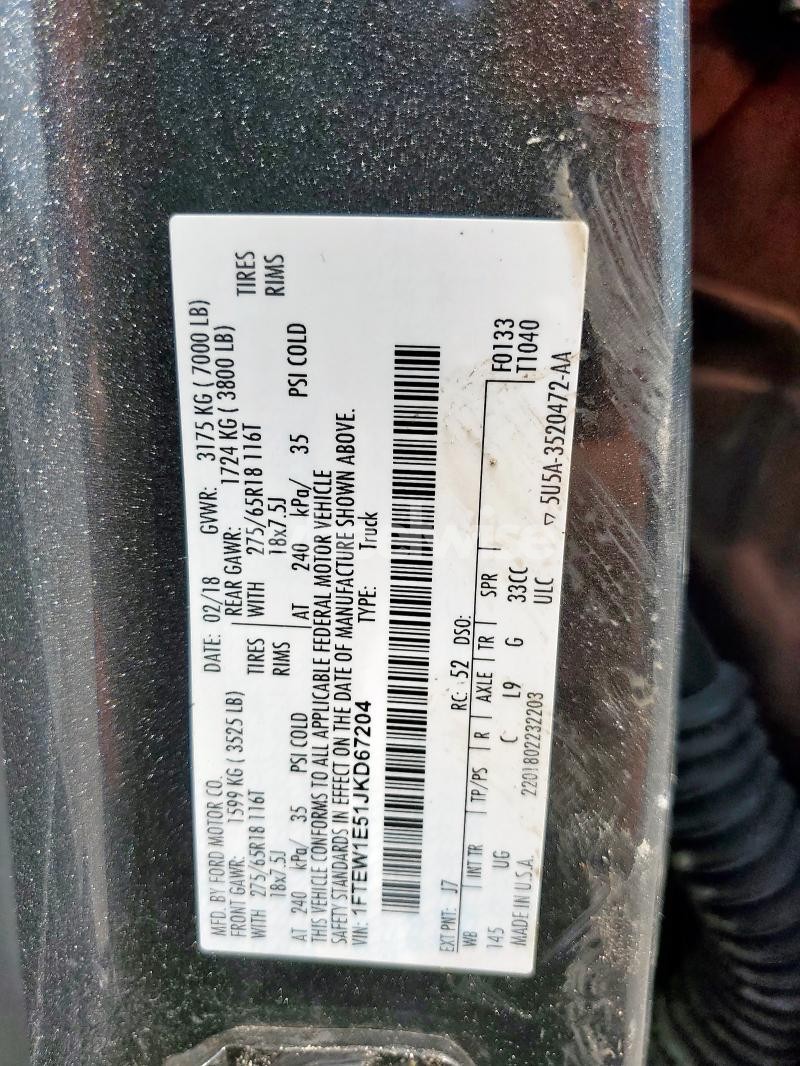 MFD. BY FORD MOTOR CO.
DATE: 02/18 GVWR: 3175 KG ( 7000 LB)
FRONT GAWR: 1599 KG ( 3525 LB)
REAR GAWR: 1724 KG ( 3800 LB)
WITH 275/65R18 116T TIRES
18x7.5J RIMS
AT 240 kPa/ 35 PSI COLD
WITH 275/65R18 116T TIRES
18x7.5J RIMS
AT 240 kPa/ 35 PSI COLD
THIS VEHICLE CONFORMS TO ALL APPLICABLE FEDERAL MOTOR VEHICLE
SAFETY STANDARDS IN EFFECT ON THE DATE OF MANUFACTURE SHOWN ABOVE.
VIN: 1FTEW1E51JKD67204 TYPE: Truck
EXT PNT: J7 RC: 52 DSO:
WB INT TR TP/PS R AXLE TR SPR F0133
145 UG C L9 G 33CC T1040
ULC
MADE IN U.S.A. 2201802232203
▽ 5U5A-3520472-AA